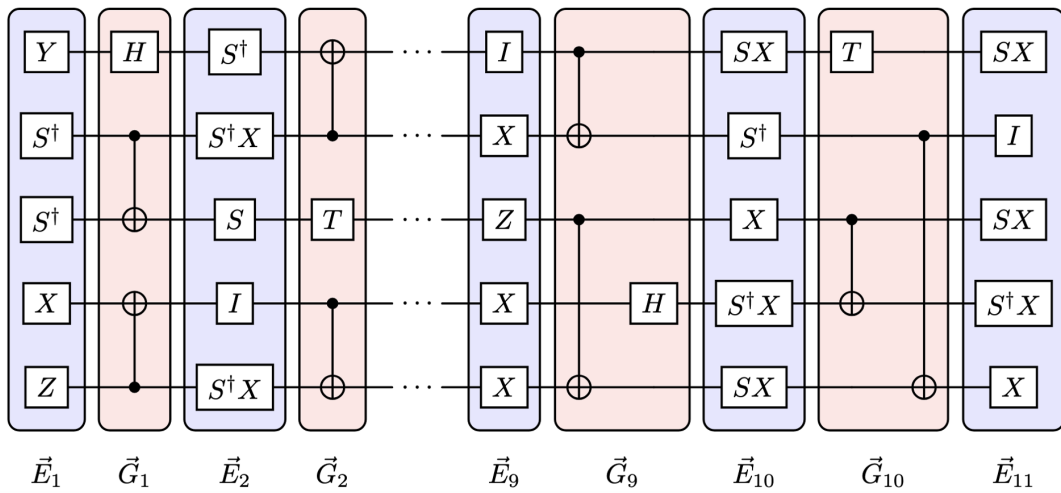 Y H S† ··· I SX T SX
S† S†X ··· X S† I
S† S T ··· Z X SX
X I ··· X H S†X S†X
Z S†X ··· X SX X
E⃗₁ G⃗₁ E⃗₂ G⃗₂ E⃗₉ G⃗₉ E⃗₁₀ G⃗₁₀ E⃗₁₁